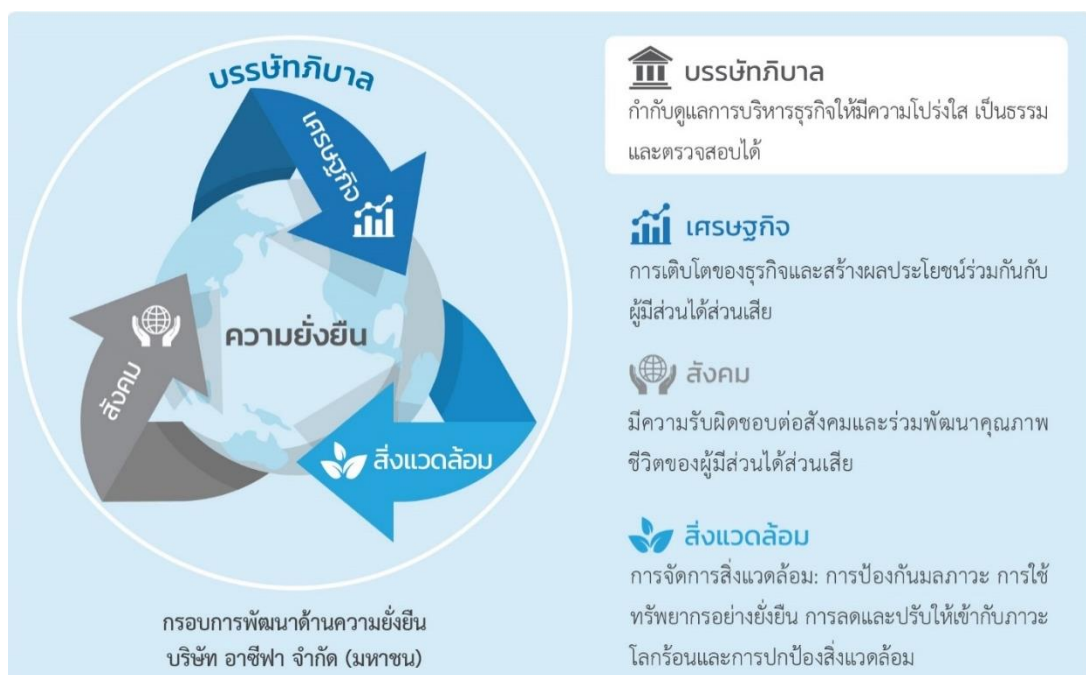 บรรษัทภิบาล
เศรษฐกิจ
ความยั่งยืน
สังคม
สิ่งแวดล้อม
กรอบการพัฒนาด้านความยั่งยืน
บริษัท อาซีฟา จำกัด (มหาชน)
บรรษัทภิบาล
กำกับดูแลการบริหารธุรกิจให้มีความโปร่งใส เป็นธรรม
และตรวจสอบได้
เศรษฐกิจ
การเติบโตของธุรกิจและสร้างผลประโยชน์ร่วมกันกับ
ผู้มีส่วนได้ส่วนเสีย
สังคม
มีความรับผิดชอบต่อสังคมและร่วมพัฒนาคุณภาพ
ชีวิตของผู้มีส่วนได้ส่วนเสีย
สิ่งแวดล้อม
การจัดการสิ่งแวดล้อม: การป้องกันมลภาวะ การใช้
ทรัพยากรอย่างยั่งยืน การลดและปรับให้เข้ากับภาวะ
โลกร้อนและการปกป้องสิ่งแวดล้อม